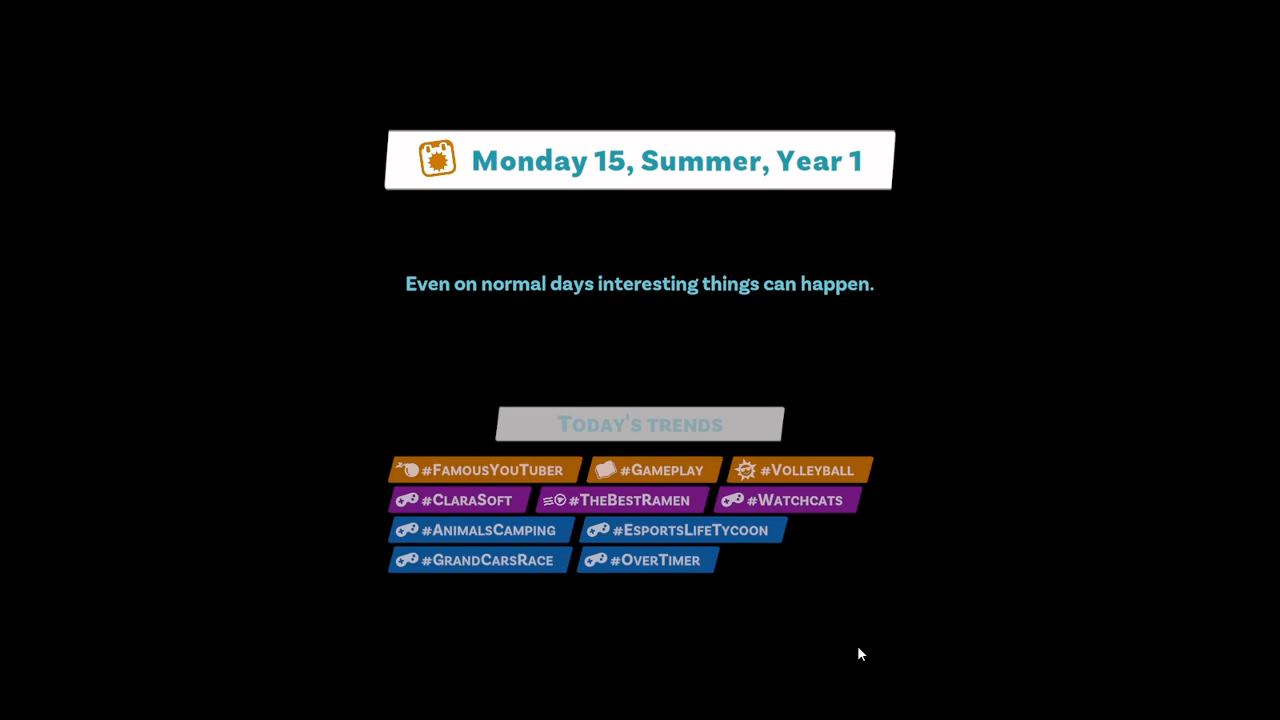 Monday 15, Summer, Year 1
Even on normal days interesting things can happen.
Today's trends
#FamousYouTuber #Gameplay #Volleyball
#ClaraSoft #TheBestRamen #Watchcats
#AnimalsCamping #EsportsLifeTycoon
#GrandCarsRace #OverTimer